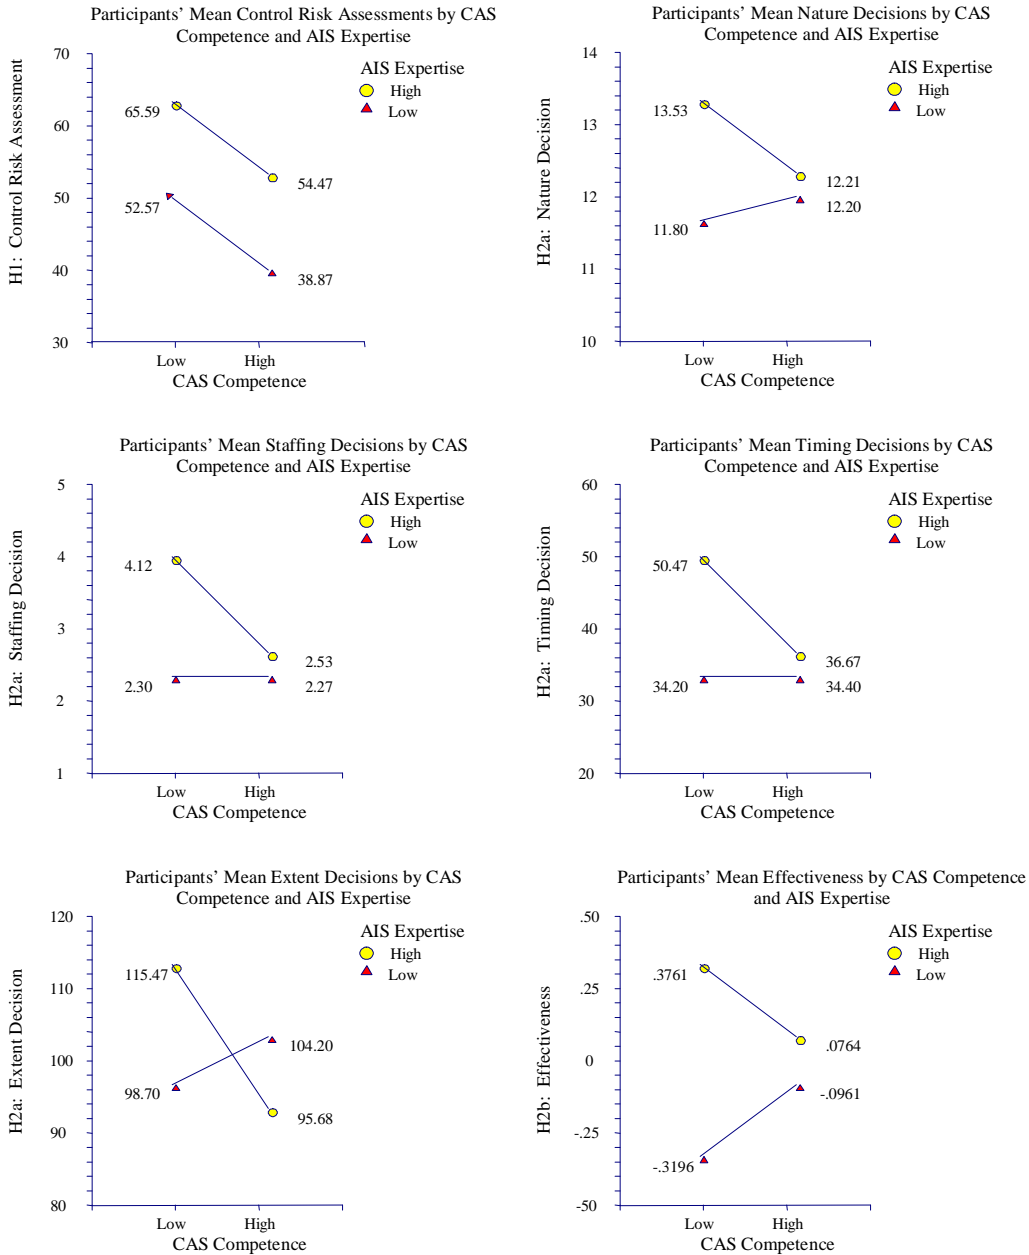 Participants' Mean Control Risk Assessments by CAS
Competence and AIS Expertise
H1: Control Risk Assessment
70
60
50
40
30
65.59
54.47
52.57
38.87
AIS Expertise
High
Low
Low
High
CAS Competence
Participants' Mean Nature Decisions by CAS
Competence and AIS Expertise
H2a: Nature Decision
14
13
12
11
10
13.53
12.21
12.20
11.80
AIS Expertise
High
Low
Low
High
CAS Competence
Participants' Mean Staffing Decisions by CAS
Competence and AIS Expertise
H2a: Staffing Decision
5
4
3
2
1
4.12
2.53
2.30
2.27
AIS Expertise
High
Low
Low
High
CAS Competence
Participants' Mean Timing Decisions by CAS
Competence and AIS Expertise
H2a: Timing Decision
60
50
40
30
20
50.47
36.67
34.20
34.40
AIS Expertise
High
Low
Low
High
CAS Competence
Participants' Mean Extent Decisions by CAS
Competence and AIS Expertise
H2a: Extent Decision
120
110
100
90
80
115.47
104.20
98.70
95.68
AIS Expertise
High
Low
Low
High
CAS Competence
Participants' Mean Effectiveness by CAS Competence
and AIS Expertise
H2b: Effectiveness
.50
.25
0
-.25
-50
.3761
.0764
-.0961
-.3196
AIS Expertise
High
Low
Low
High
CAS Competence